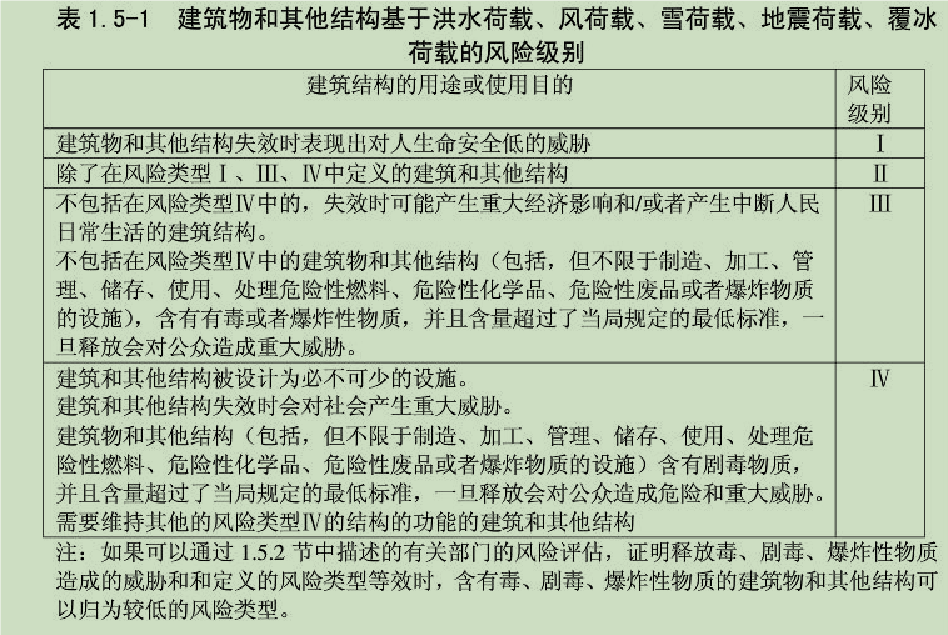 表 1.5-1 建筑物和其他结构基于洪水荷载、风荷载、雪荷载、地震荷载、覆冰
荷载的风险级别
建筑结构的用途或使用目的
风险
级别
建筑物和其他结构失效时表现出对人生命安全低的威胁 Ⅰ
除了在风险类型Ⅰ、Ⅲ、Ⅳ中定义的建筑和其他结构 Ⅱ
不包括在风险类型Ⅳ中的，失效时可能产生重大经济影响和/或者产生中断人民 Ⅲ
日常生活的建筑结构。
不包括在风险类型Ⅳ中的建筑物和其他结构（包括，但不限于制造、加工、管
理、储存、使用、处理危险性燃料、危险性化学品、危险性废品或者爆炸物质
的设施），含有有毒或者爆炸性物质，并且含量超过了当局规定的最低标准，一
旦释放会对公众造成重大威胁。
建筑和其他结构被设计为必不可少的设施。 Ⅳ
建筑和其他结构失效时会对社会产生重大威胁。
建筑物和其他结构（包括，但不限于制造、加工、管理、储存、使用、处理危
险性燃料、危险性化学品、危险性废品或者爆炸物质的设施）含有剧毒物质，
并且含量超过了当局规定的最低标准，一旦释放会对公众造成危险和重大威胁。
需要维持其他的风险类型Ⅳ的结构的功能的建筑和其他结构
注：如果可以通过 1.5.2 节中描述的有关部门的风险评估，证明释放毒、剧毒、爆炸性物质
造成的威胁和和定义的风险类型等效时，含有毒、剧毒、爆炸性物质的建筑物和其他结构可
以归为较低的风险类型。